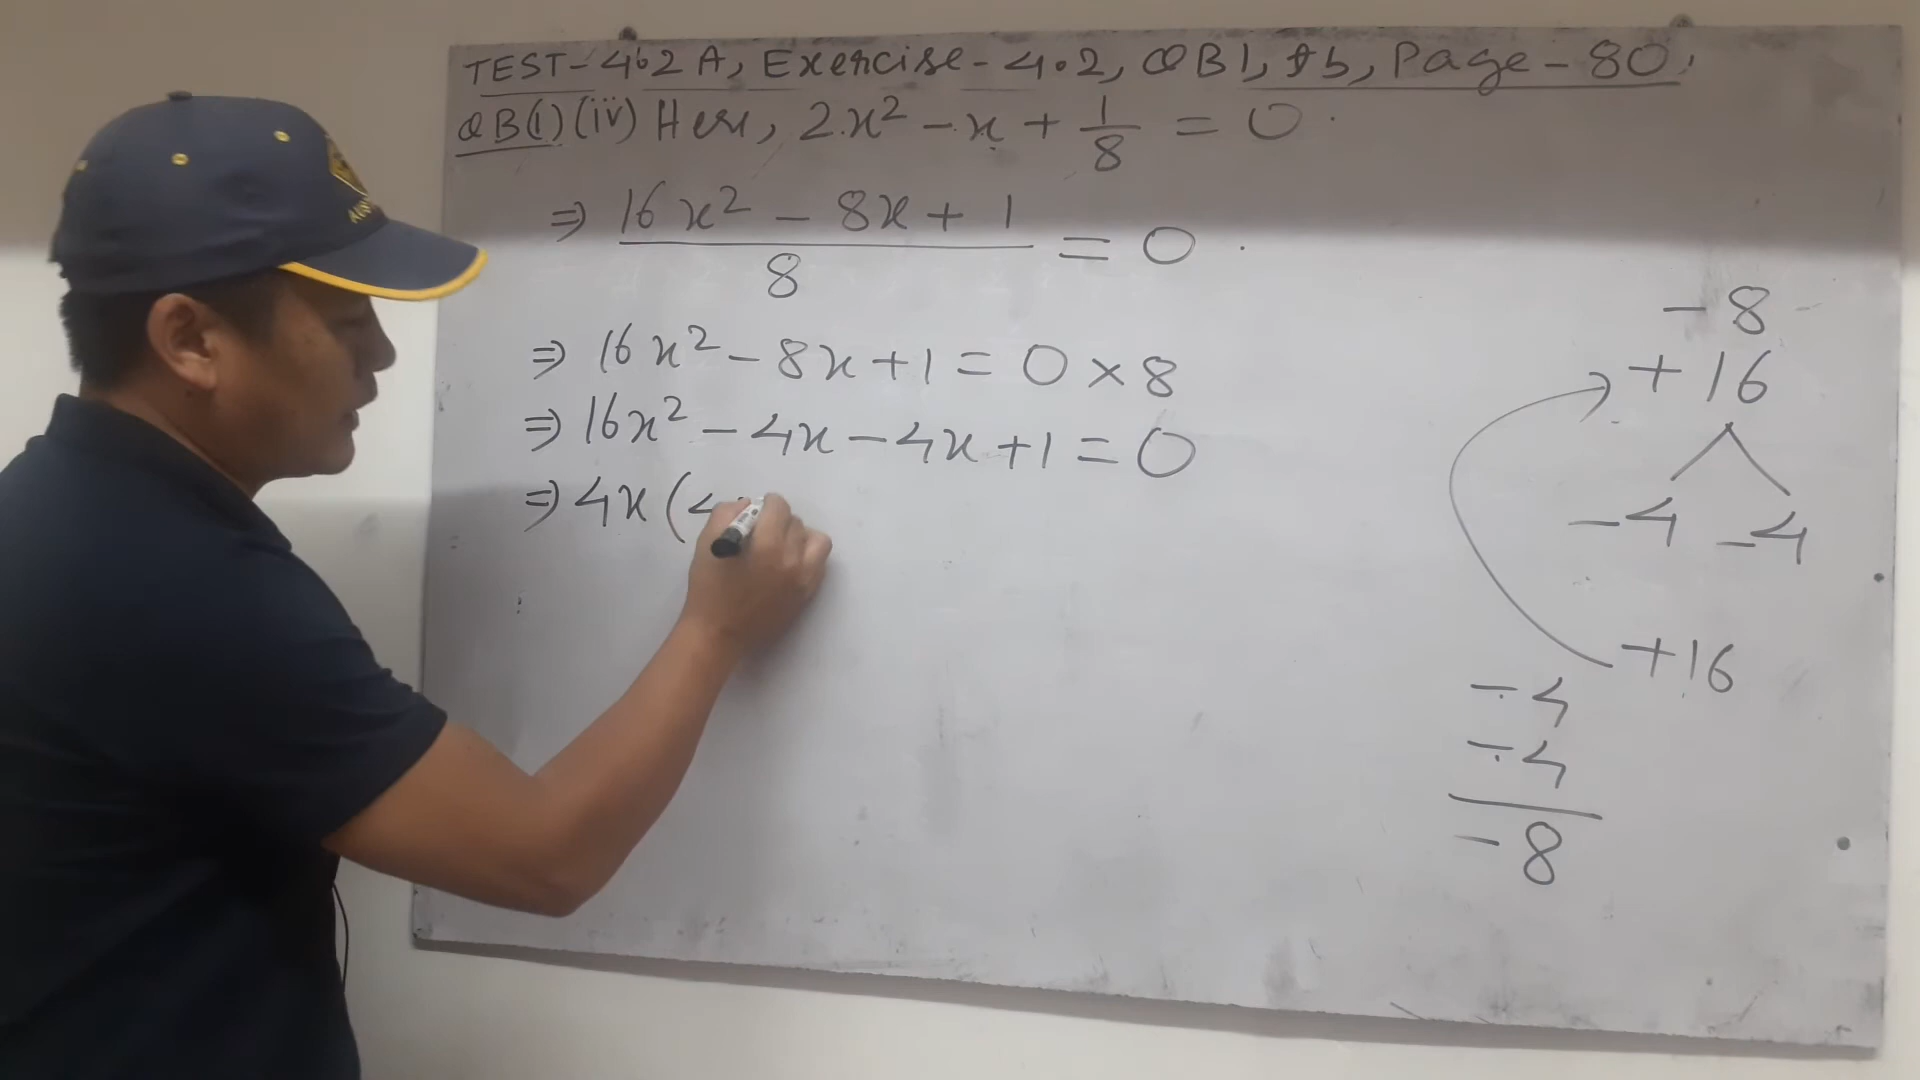 TEST-4.2 A, Exercise-4.2, QB1, tb, Page-80.
QB(1)(iv) Here, 2x² - x + 1/8 = 0.
⇒ (16x² - 8x + 1)/8 = 0.
⇒ 16x² - 8x + 1 = 0 × 8
⇒ 16x² - 4x - 4x + 1 = 0
⇒ 4x (4
- 8
+ 16
- 4 - 4
+ 16
- 4
- 4
- 8